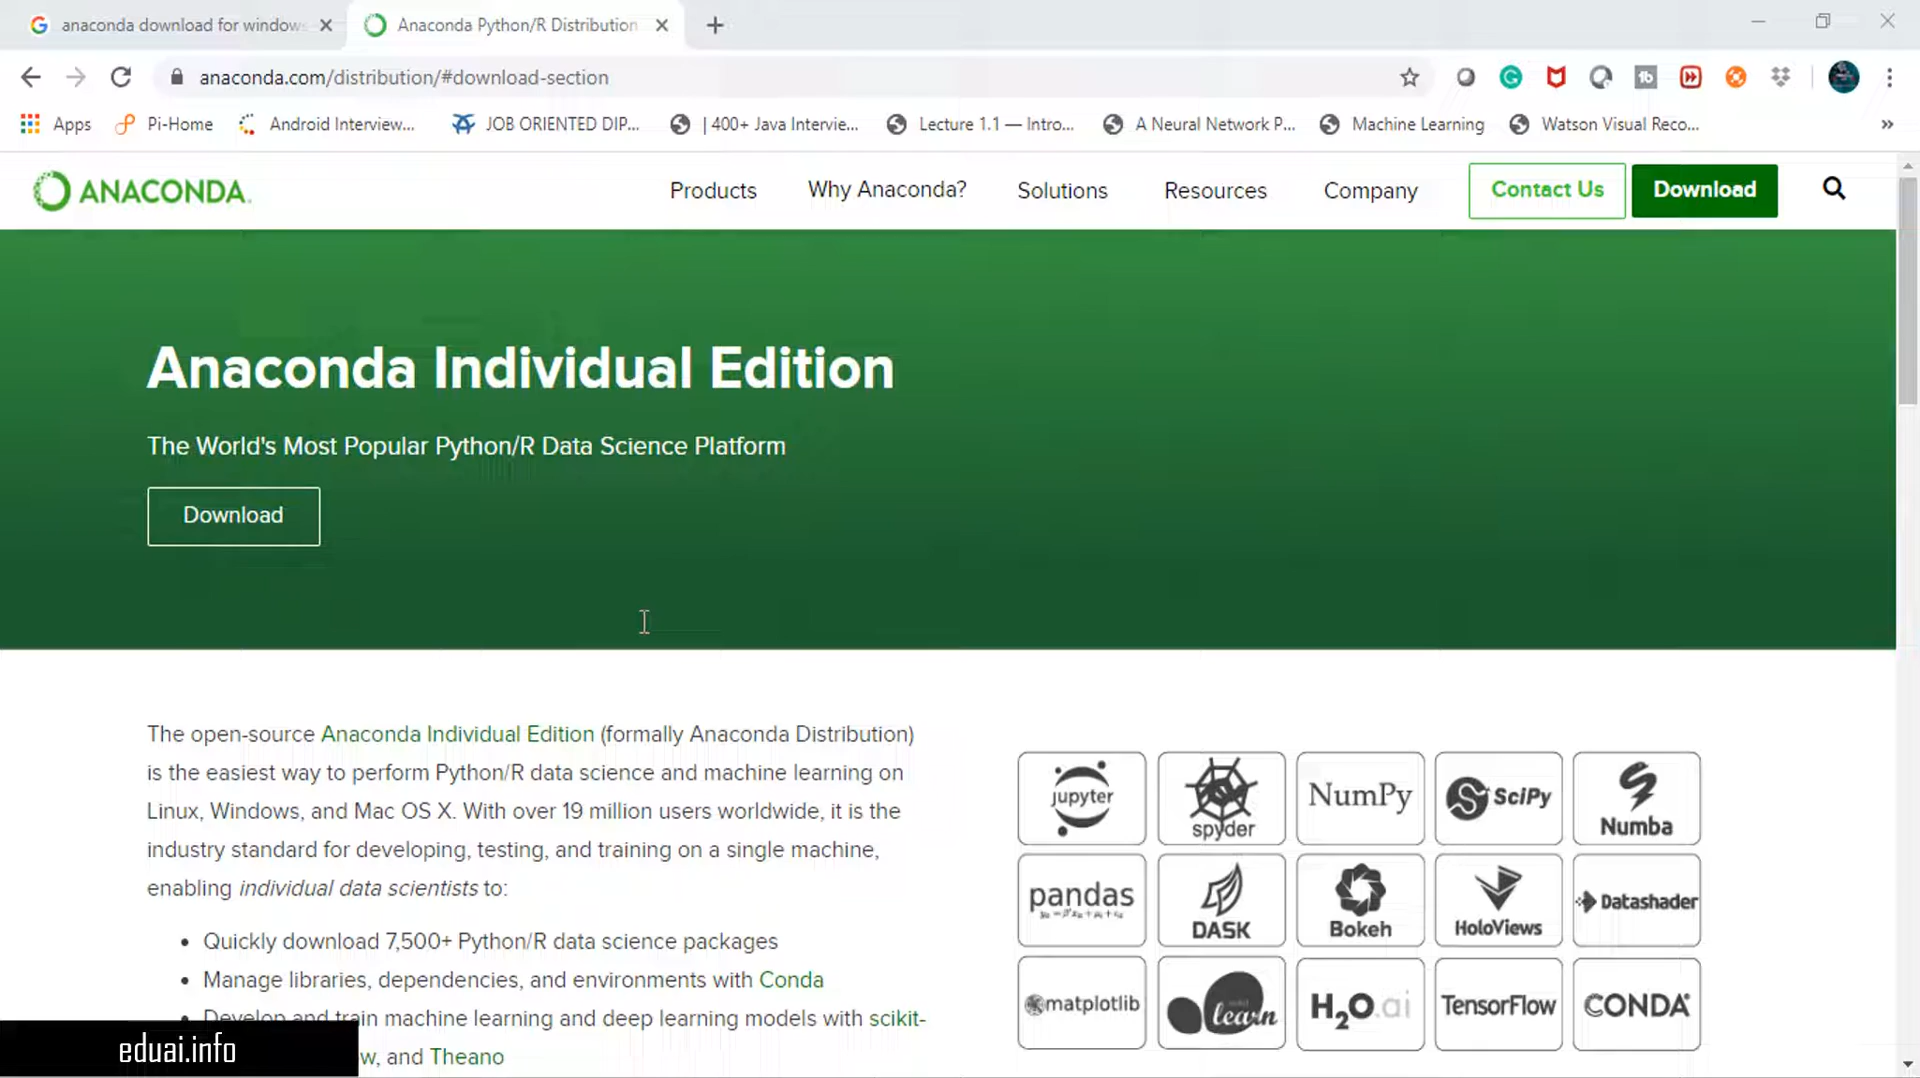 anaconda download for window
Anaconda Python/R Distribution
anaconda.com/distribution/#download-section
Apps
Pi-Home
Android Interview...
JOB ORIENTED DIP...
| 400+ Java Intervie...
Lecture 1.1 — Intro...
A Neural Network P...
Machine Learning
Watson Visual Reco...
ANACONDA.
Products
Why Anaconda?
Solutions
Resources
Company
Contact Us
Download
Anaconda Individual Edition
The World's Most Popular Python/R Data Science Platform
Download
The open-source Anaconda Individual Edition (formally Anaconda Distribution)
is the easiest way to perform Python/R data science and machine learning on
Linux, Windows, and Mac OS X. With over 19 million users worldwide, it is the
industry standard for developing, testing, and training on a single machine,
enabling individual data scientists to:
• Quickly download 7,500+ Python/R data science packages
• Manage libraries, dependencies, and environments with Conda
• Develop and train machine learning and deep learning models with scikit-
w, and Theano
jupyter
spyder
NumPy
SciPy
Numba
pandas
DASK
Bokeh
HoloViews
Datashader
matplotlib
learn
H2O.ai
TensorFlow
CONDA
eduai.info